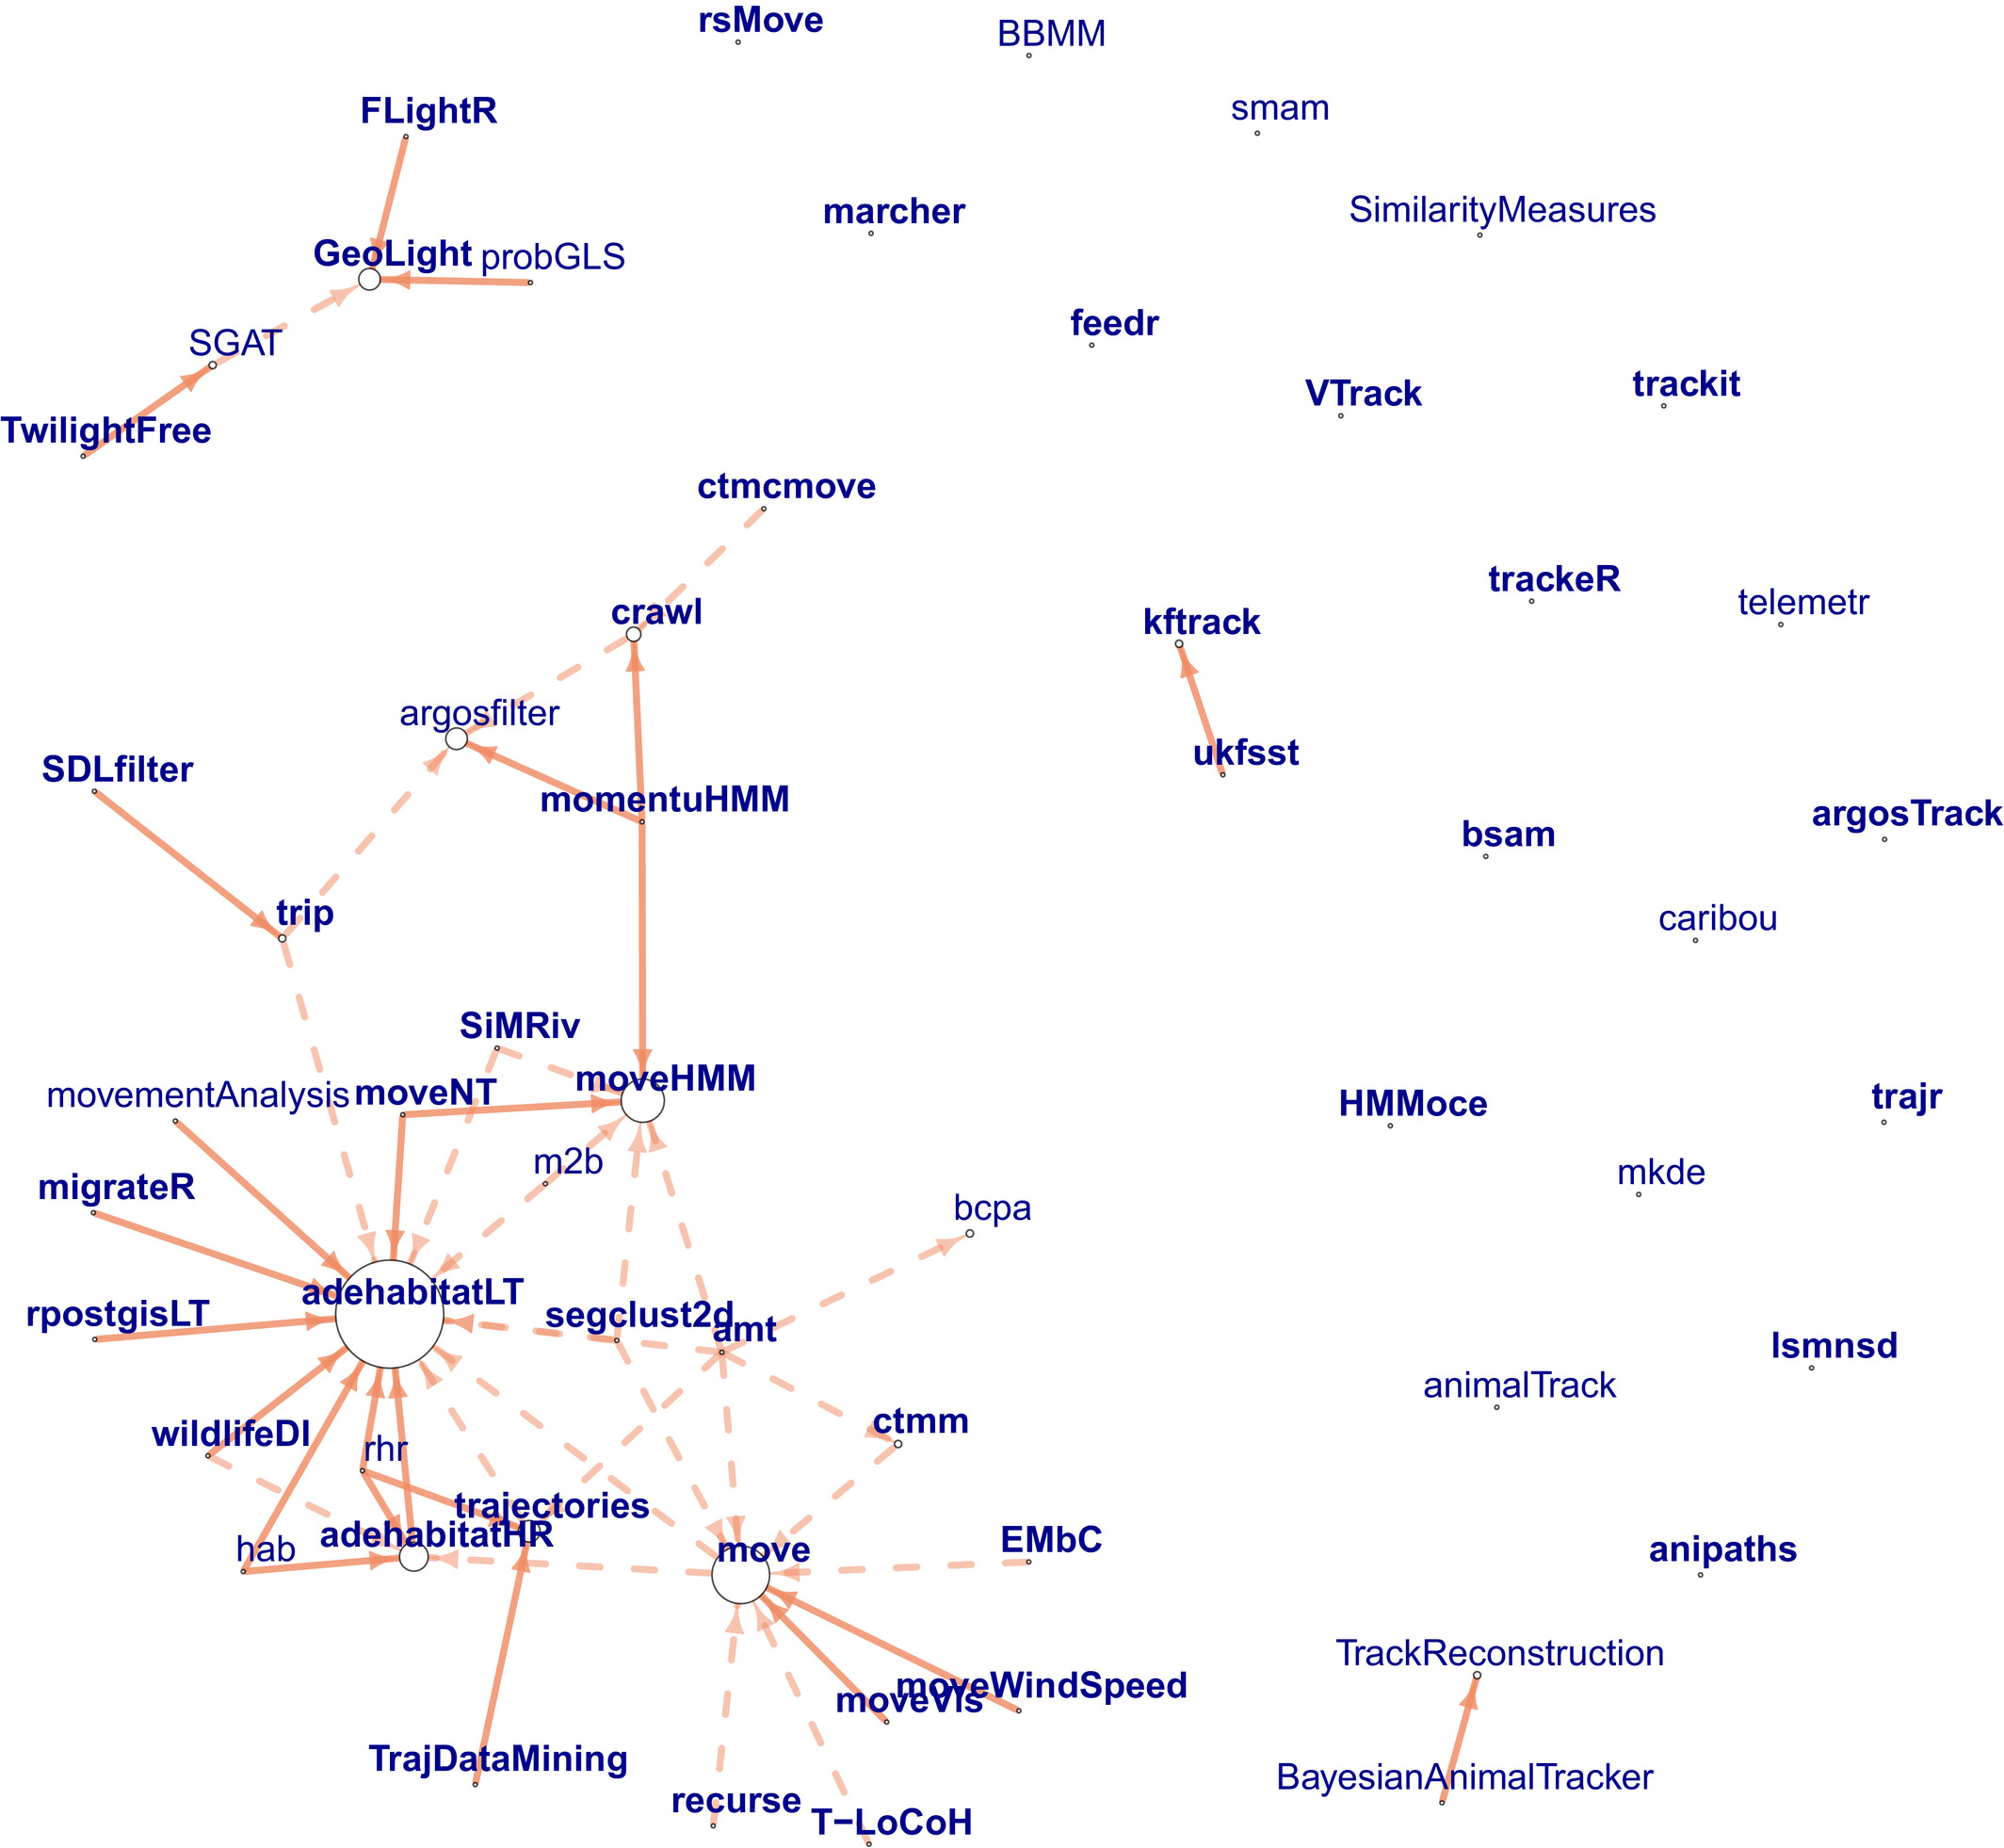 rsMove
BBMM
FLightR
smam
marcher
SimilarityMeasures
GeoLight
probGLS
feedr
SGAT
VTrack
trackit
TwilightFree
ctmcmove
trackeR
telemetr
crawl
kftrack
argosfilter
ukfsst
SDLfilter
momentuHMM
argosTrack
bsam
trip
caribou
SiMRiv
moveHMM
movementAnalysis
moveNT
HMMoce
trajr
m2b
mkde
migrateR
bcpa
adehabitatLT
rpostgisLT
segclust2d
amt
lsmnsd
animalTrack
ctmm
wildlifeDI
rhr
trajectories
adehabitatHR
hab
move
EMbC
anipaths
TrackReconstruction
moveWindSpeed
moveVis
TrajDataMining
BayesianAnimalTracker
recurse
T−LoCoH